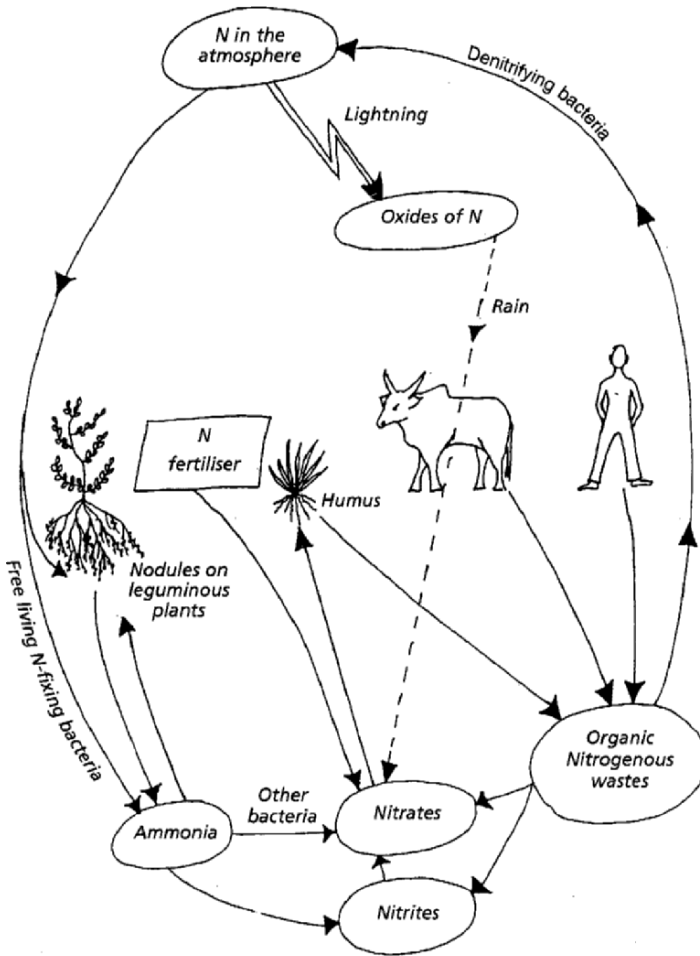 N in the
atmosphere
Denitrifying bacteria
Lightning
Oxides of N
Rain
N
fertiliser
Humus
Nodules on
leguminous
plants
Free living N-fixing bacteria
Organic
Nitrogenous
wastes
Other
bacteria
Ammonia
Nitrates
Nitrites